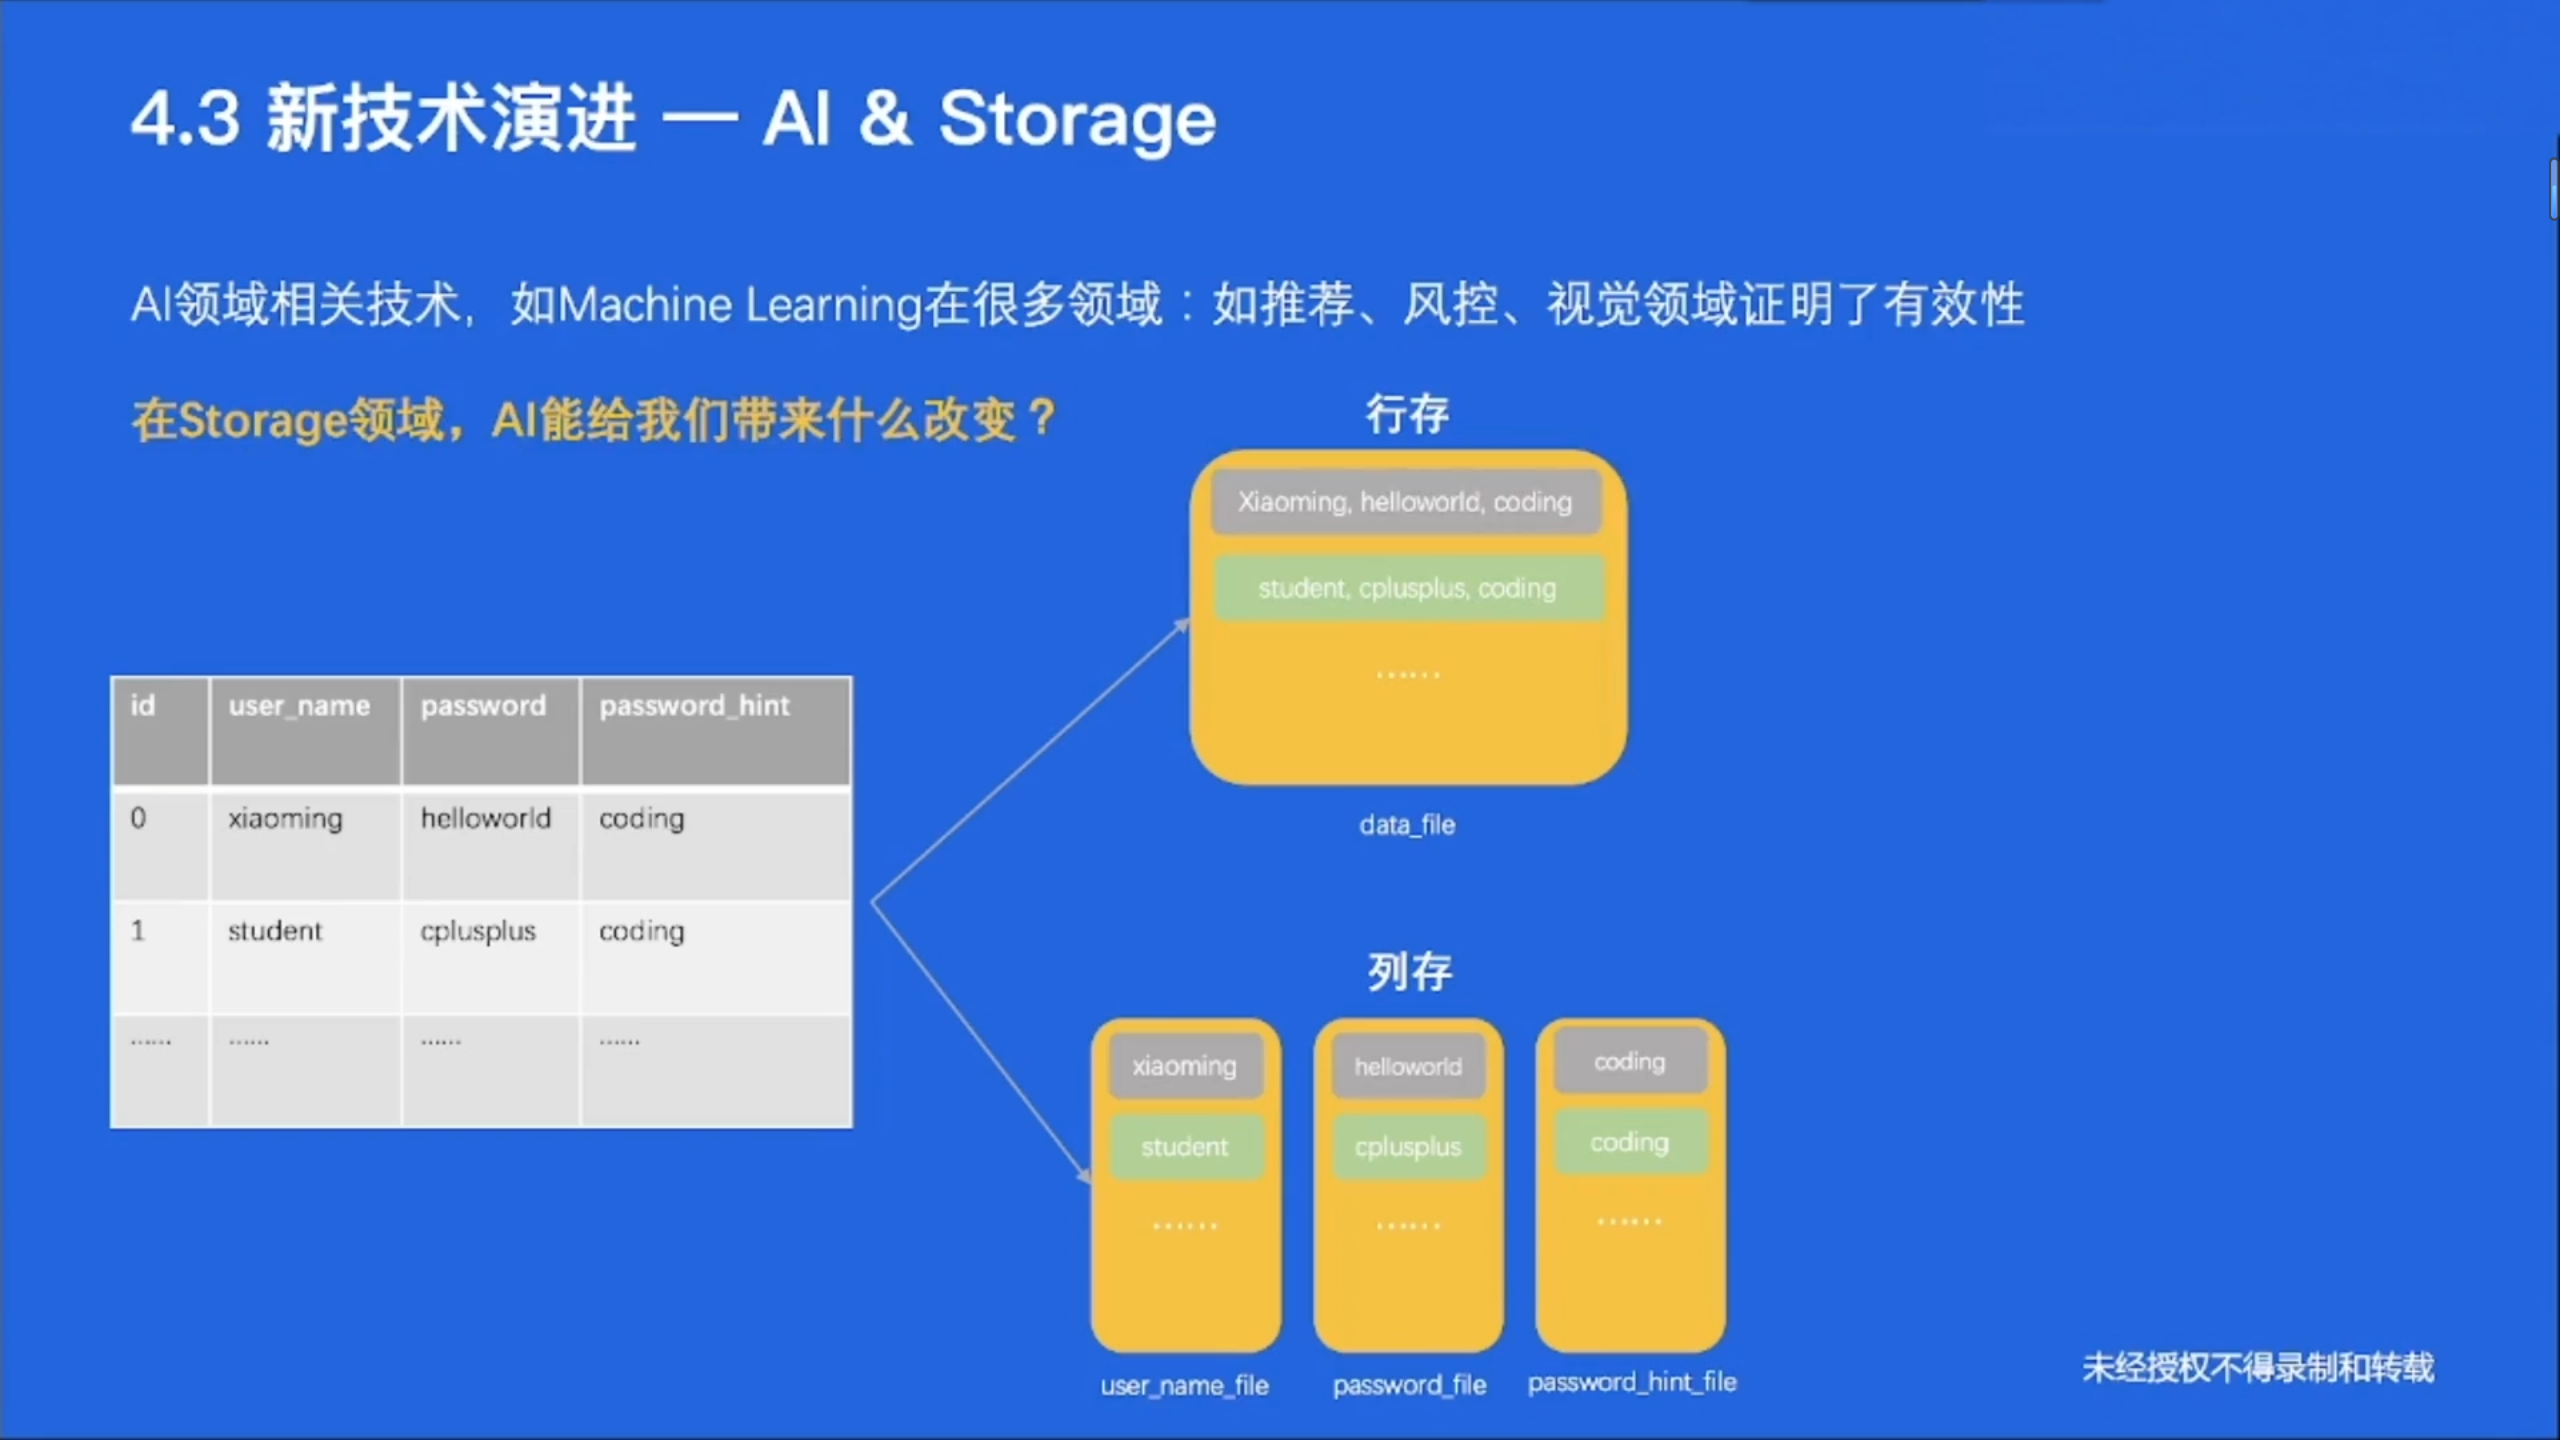 4.3 新技术演进 — AI & Storage
AI领域相关技术，如Machine Learning在很多领域：如推荐、风控、视觉领域证明了有效性
在Storage领域，AI能给我们带来什么改变？
id user_name password password_hint
0 xiaoming helloworld coding
1 student cplusplus coding
…… …… …… ……
行存
Xiaoming, helloworld, coding
student, cplusplus, coding
……
data_file
列存
xiaoming helloworld coding
student cplusplus coding
…… …… ……
user_name_file password_file password_hint_file
未经授权不得录制和转载